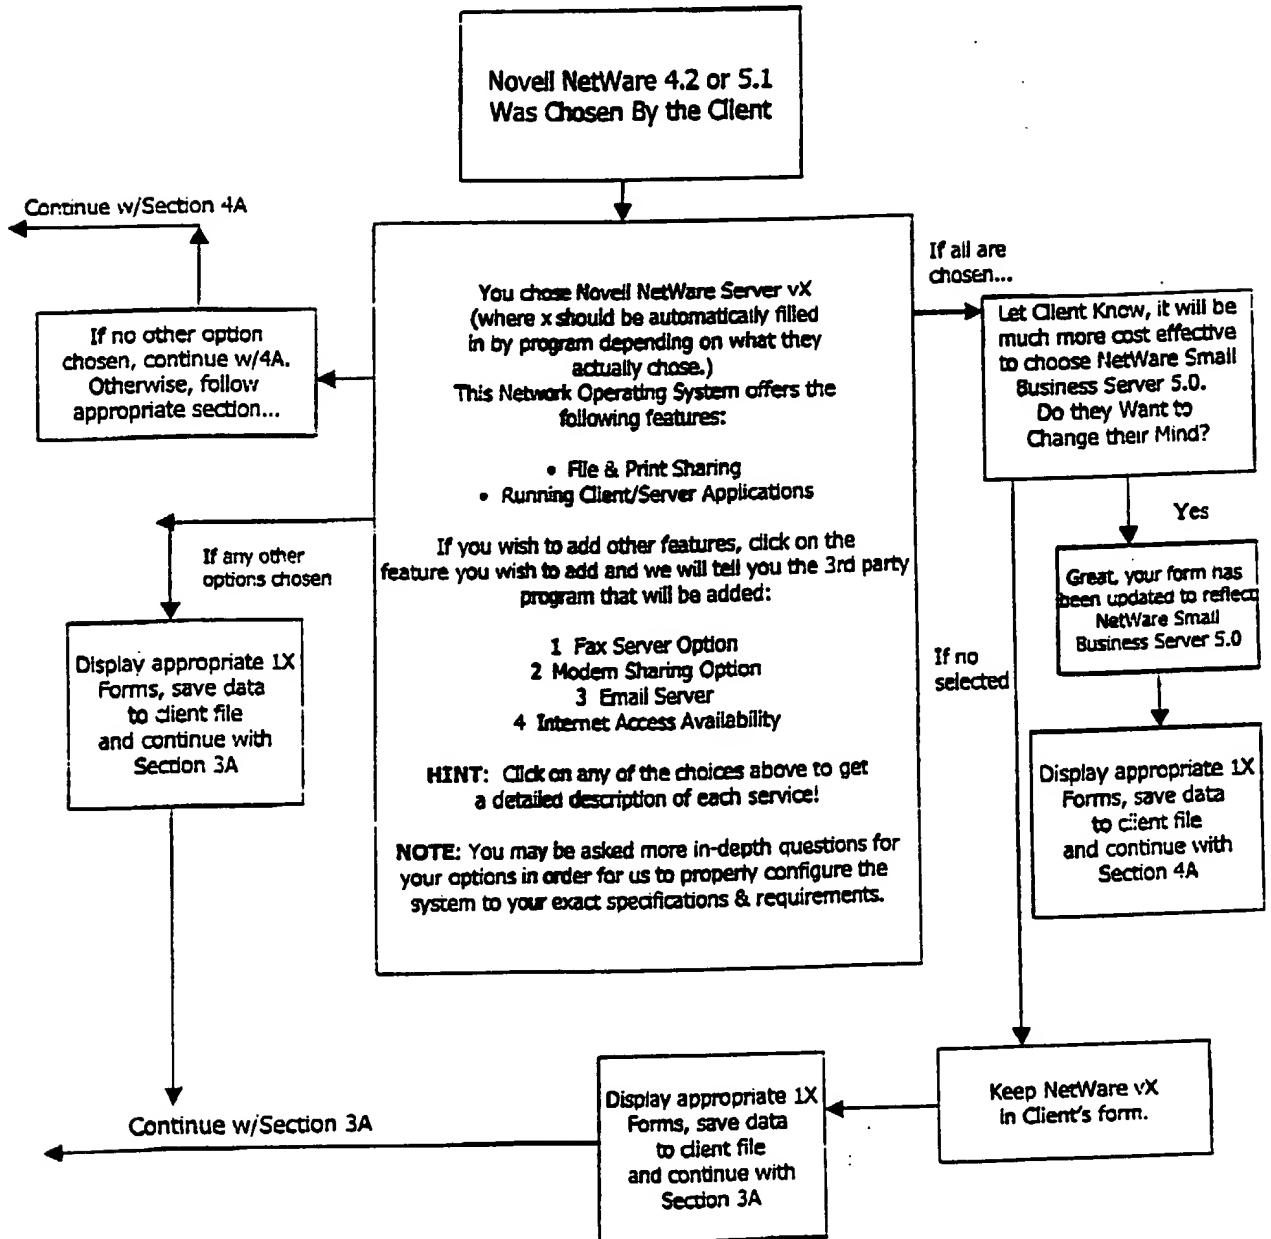 Novell NetWare 4.2 or 5.1
Was Chosen By the Client
Continue w/Section 4A
If no other option
chosen, continue w/4A.
Otherwise, follow
appropriate section...
You chose Novell NetWare Server vX
(where x should be automatically filled
in by program depending on what they
actually chose.)
This Network Operating System offers the
following features:
• File & Print Sharing
• Running Client/Server Applications
If you wish to add other features, click on the
feature you wish to add and we will tell you the 3rd party
program that will be added:
1 Fax Server Option
2 Modem Sharing Option
3 Email Server
4 Internet Access Availability
HINT: Click on any of the choices above to get
a detailed description of each service!
NOTE: You may be asked more in-depth questions for
your options in order for us to properly configure the
system to your exact specifications & requirements.
If all are
chosen...
Let Client Know, it will be
much more cost effective
to choose NetWare Small
Business Server 5.0.
Do they Want to
Change their Mind?
Yes
Great, your form has
been updated to reflect
NetWare Small
Business Server 5.0
If no
selected
Display appropriate 1X
Forms, save data
to client file
and continue with
Section 4A
If any other
options chosen
Display appropriate 1X
Forms, save data
to client file
and continue with
Section 3A
Keep NetWare vX
in Client's form.
Display appropriate 1X
Forms, save data
to client file
and continue with
Section 3A
Continue w/Section 3A